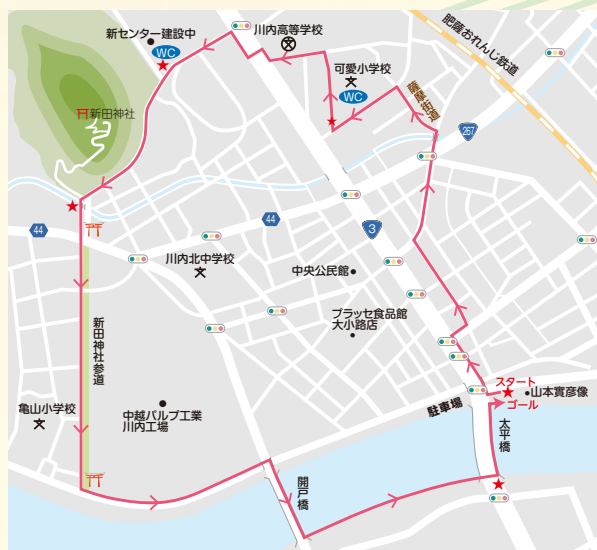 新センター建設中
WC
川内高等学校
肥薩おれんじ鉄道
可愛小学校
WC
薩摩街道
新田神社
267
44
44
3
川内北中学校
中央公民館
プラッセ食品館
大小路店
新田神社参道
スタート
山本實彦像
ゴール
駐車場
亀山小学校
中越パルプ工業
川内工場
太平橋
開戸橋